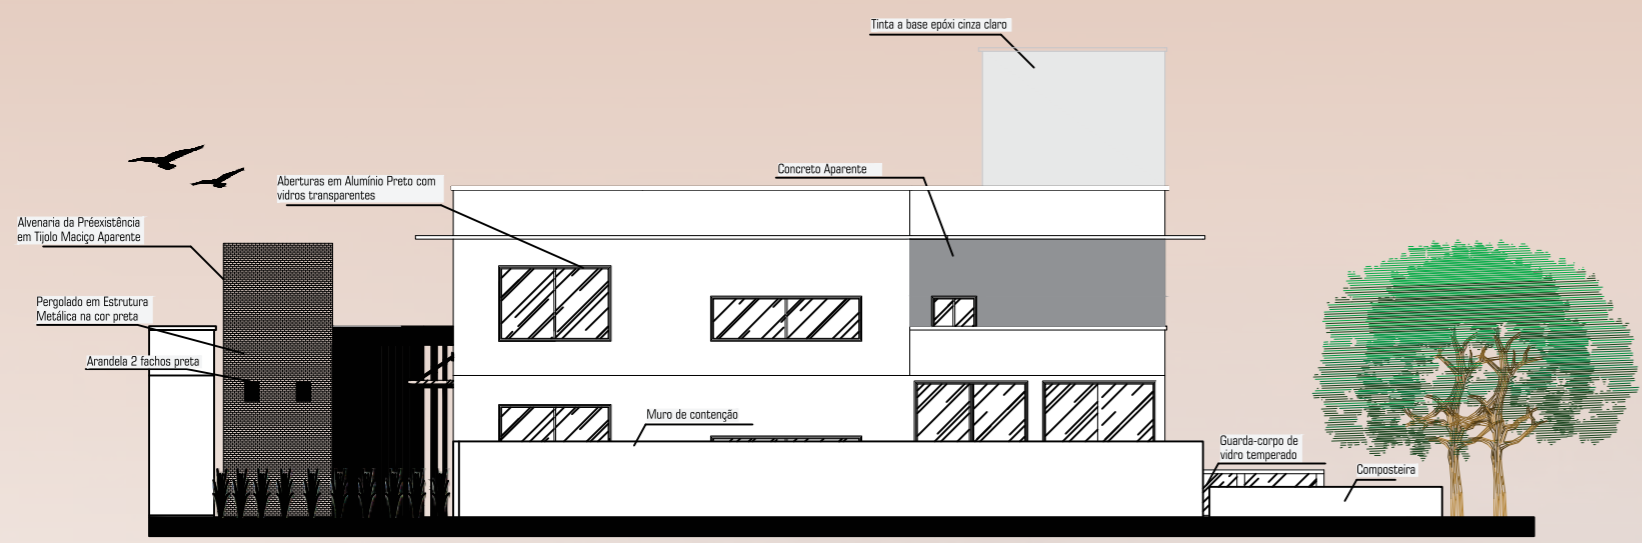 Tinta a base epóxi cinza claro
Concreto Aparente
Aberturas em Alumínio Preto com
vidros transparentes
Alvenaria da Préexistência
em Tijolo Maciço Aparente
Pergolado em Estrutura
Metálica na cor preta
Arandela 2 fachos preta
Muro de contenção
Guarda-corpo de
vidro temperado
Composteira